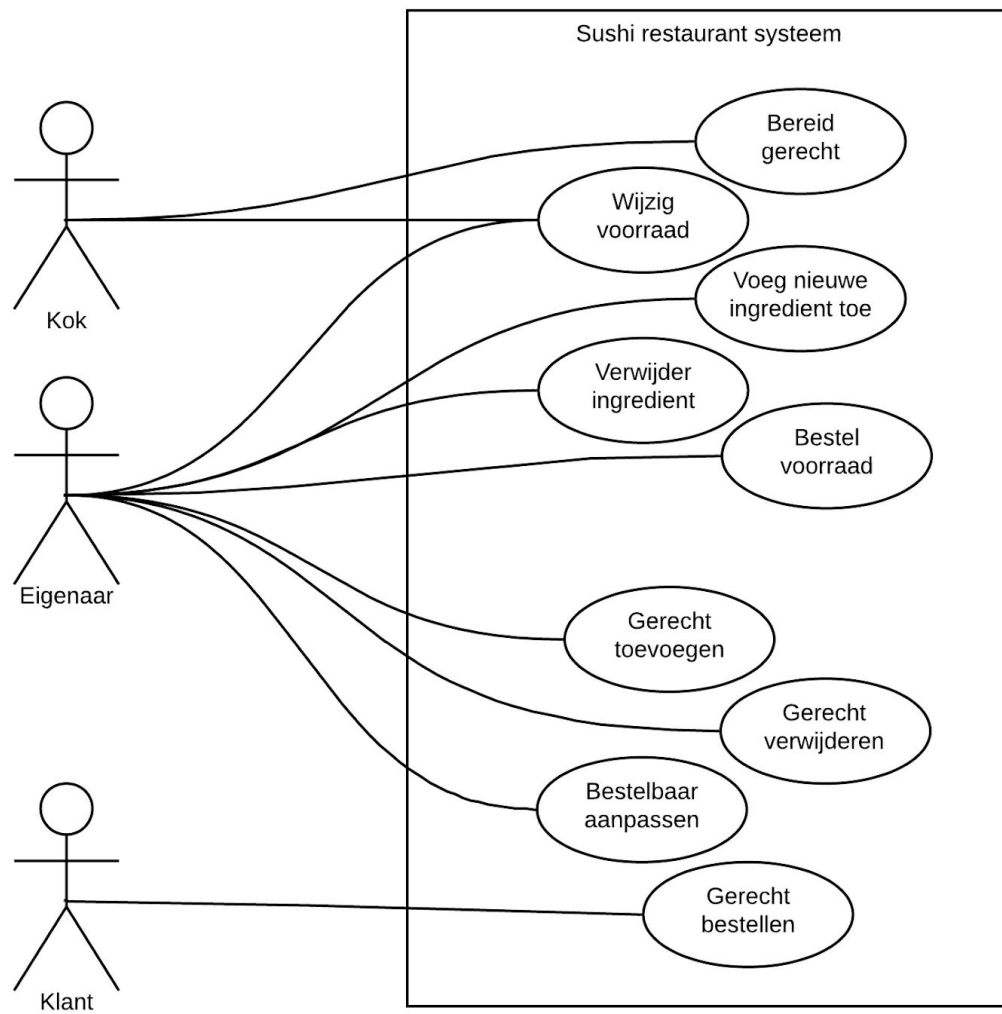 Sushi restaurant systeem
Bereid
gerecht
Wijzig
voorraad
Voeg nieuwe
ingredient toe
Kok
Verwijder
ingredient
Bestel
voorraad
Eigenaar
Gerecht
toevoegen
Gerecht
verwijderen
Bestelbaar
aanpassen
Gerecht
bestellen
Klant